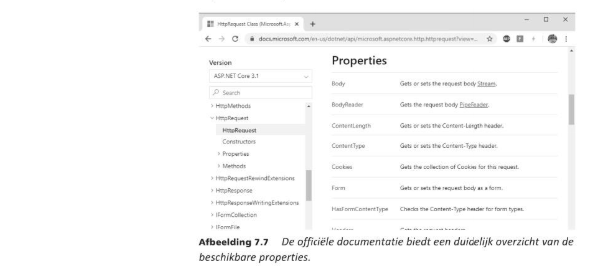 HttpRequest Class (Microsoft.As
docs.microsoft.com/en-us/dotnet/api/microsoft.aspnetcore.http.httprequest?view=...
Version
ASP.NET Core 3.1
Search
HttpMethods
HttpRequest
HttpRequest
Constructors
Properties
Methods
HttpRequestRewindExtensions
HttpResponse
HttpResponseWritingExtensions
IFormCollection
IFormFile
Properties
Body Gets or sets the request body Stream.
BodyReader Gets the request body PipeReader.
ContentLength Gets or sets the Content-Length header.
ContentType Gets or sets the Content-Type header.
Cookies Gets the collection of Cookies for this request.
Form Gets or sets the request body as a form.
HasFormContentType Checks the Content-Type header for form types.
Headers Gets the request headers.
Afbeelding 7.7 De officiële documentatie biedt een duidelijk overzicht van de
beschikbare properties.